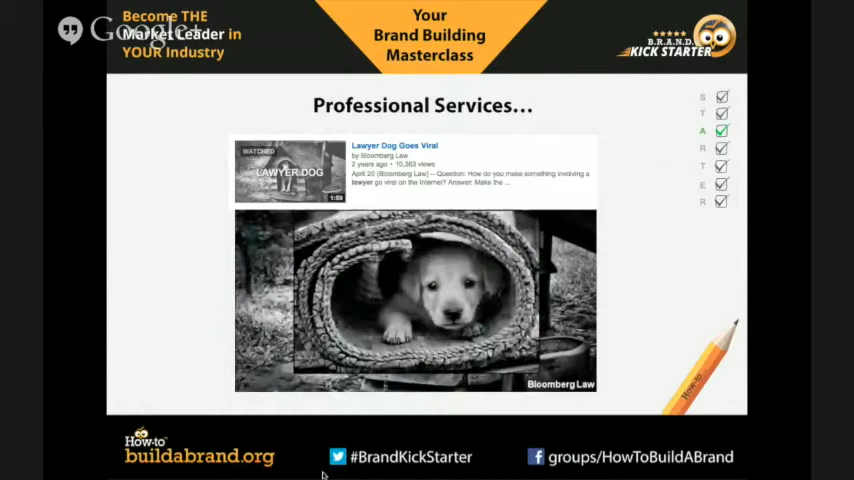 Become THE
Market Leader in
YOUR Industry
Google+
Your
Brand Building
Masterclass
B.R.A.N.D.
KICK STARTER
Professional Services...
S
T
A
R
T
E
R
WATCHED
LAWYER DOG
1:59
Lawyer Dog Goes Viral
by Bloomberg Law
2 years ago • 10,363 views
April 20 (Bloomberg Law) -- Question: How do you make something involving a
lawyer go viral on the Internet? Answer: Make the ...
Bloomberg Law
How-to...
How-to
buildabrand.org
#BrandKickStarter
groups/HowToBuildABrand